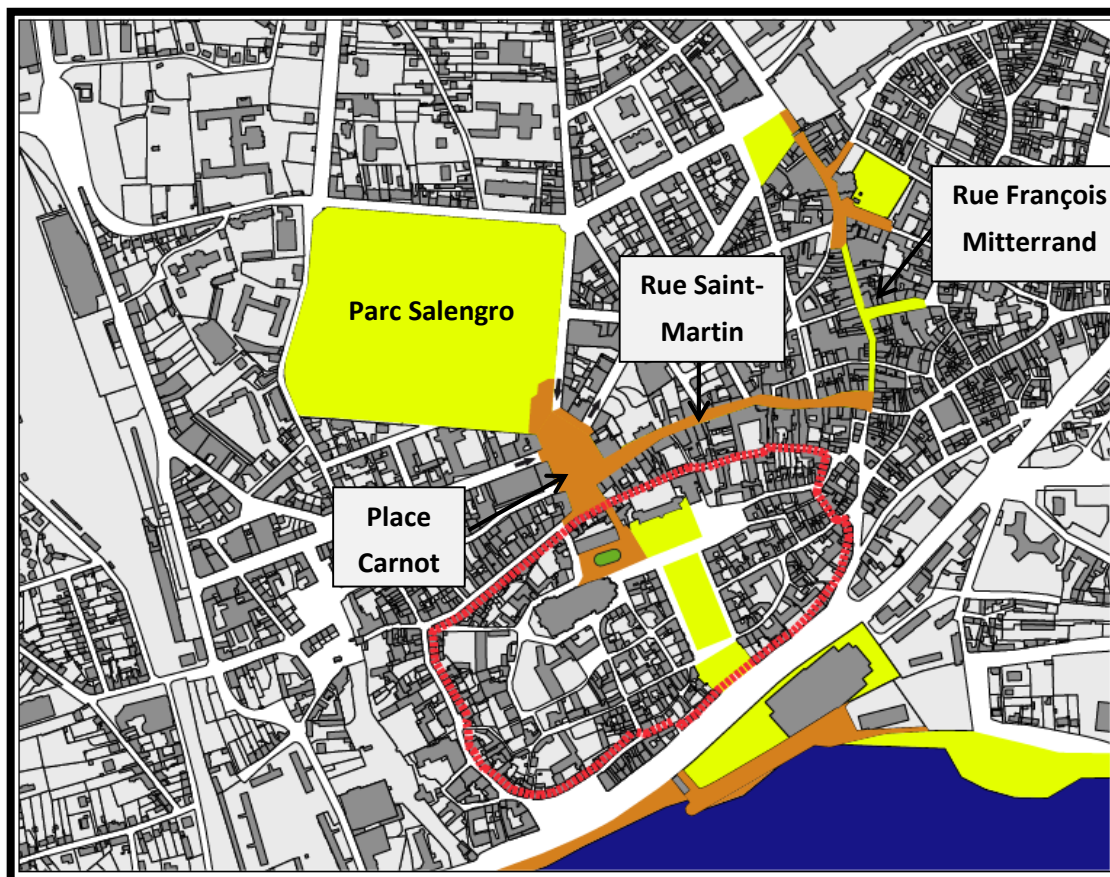 Rue François
Mitterrand
Rue Saint-
Martin
Parc Salengro
Place
Carnot